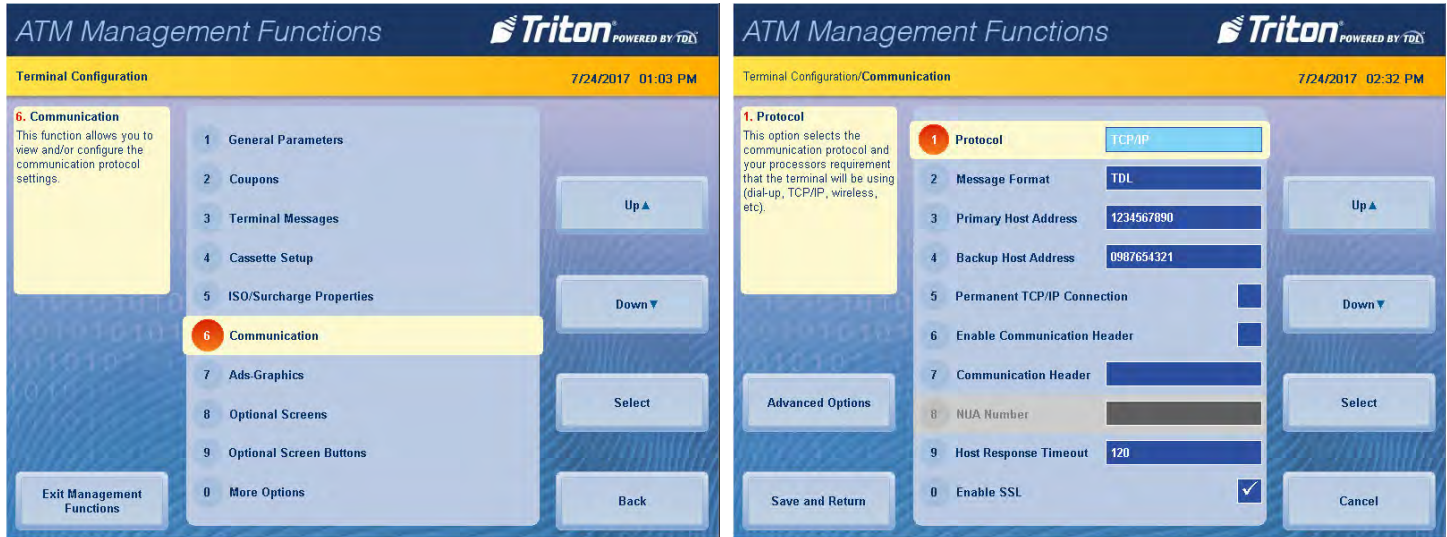 ATM Management Functions
Triton POWERED BY TDL
Terminal Configuration
7/24/2017 01:03 PM
6. Communication
This function allows you to
view and/or configure the
communication protocol
settings.
1 General Parameters
2 Coupons
3 Terminal Messages
4 Cassette Setup
5 ISO/Surcharge Properties
6 Communication
7 Ads-Graphics
8 Optional Screens
9 Optional Screen Buttons
0 More Options
Up▲
Down▼
Select
Back
Exit Management
Functions
ATM Management Functions
Triton POWERED BY TDL
Terminal Configuration/Communication
7/24/2017 02:32 PM
1. Protocol
This option selects the
communication protocol and
your processors requirement
that the terminal will be using
(dial-up, TCP/IP, wireless,
etc).
1 Protocol TCP/IP
2 Message Format TDL
3 Primary Host Address 1234567890
4 Backup Host Address 0987654321
5 Permanent TCP/IP Connection
6 Enable Communication Header
7 Communication Header
8 NUA Number
9 Host Response Timeout 120
0 Enable SSL
Up▲
Down▼
Select
Cancel
Advanced Options
Save and Return